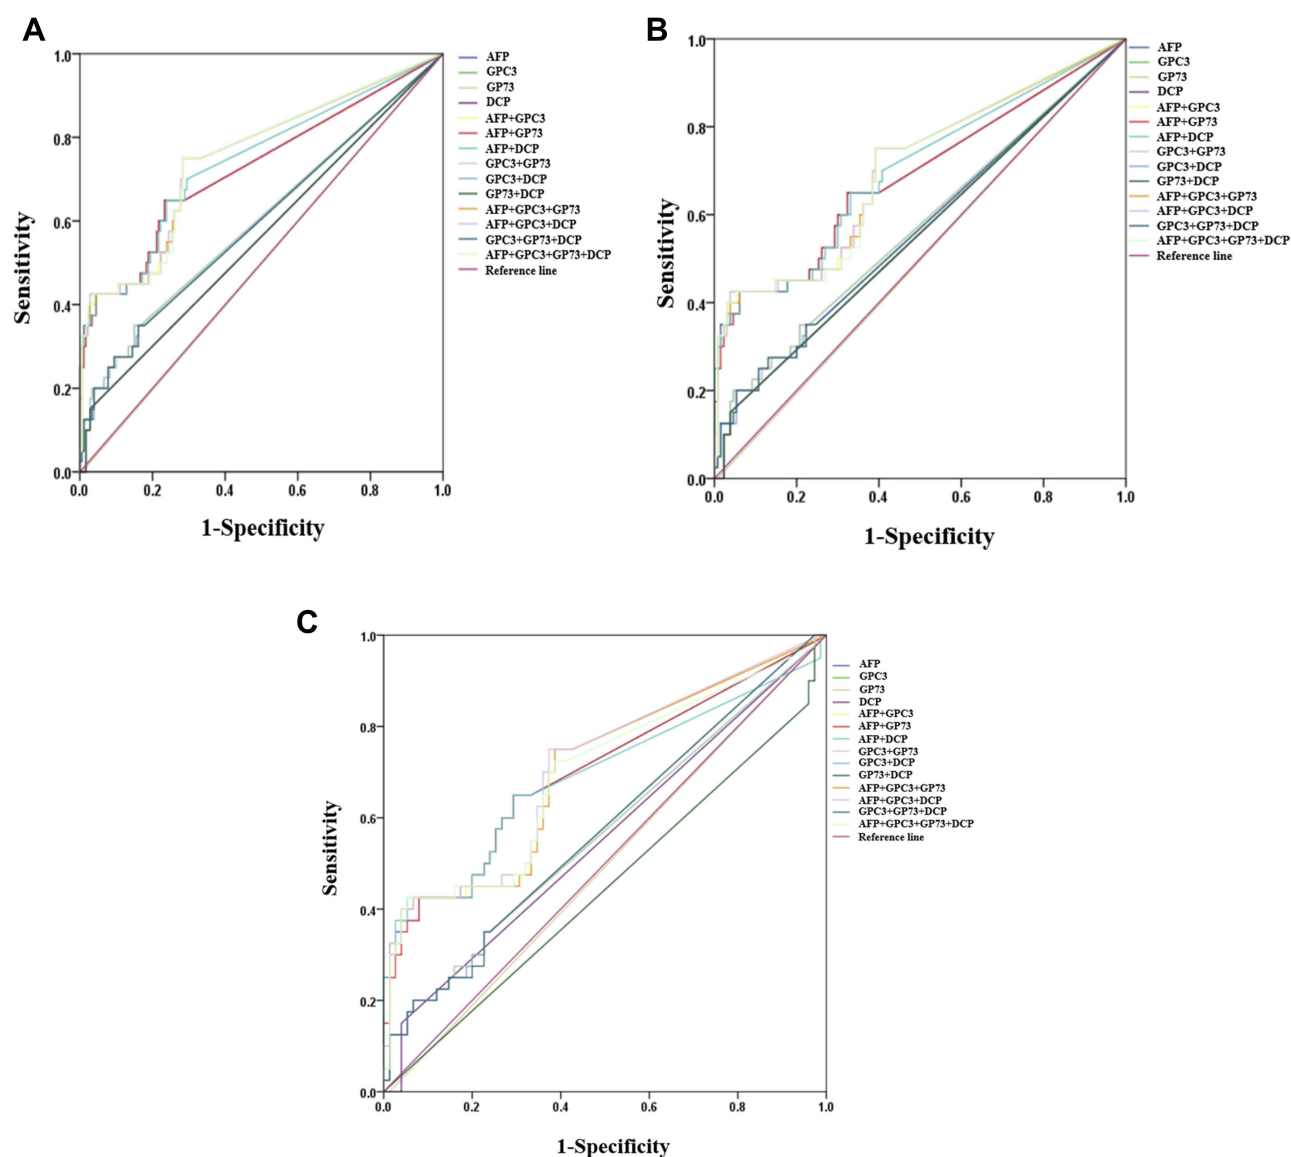 A
1.0
0.8
0.6
0.4
0.2
0.0
Sensitivity
0.0 0.2 0.4 0.6 0.8 1.0
1-Specificity
AFP
GPC3
GP73
DCP
AFP+GPC3
AFP+GP73
AFP+DCP
GPC3+GP73
GPC3+DCP
GP73+DCP
AFP+GPC3+GP73
AFP+GPC3+DCP
GPC3+GP73+DCP
AFP+GPC3+GP73+DCP
Reference line
B
1.0
0.8
0.6
0.4
0.2
0.0
Sensitivity
0.0 0.2 0.4 0.6 0.8 1.0
1-Specificity
AFP
GPC3
GP73
DCP
AFP+GPC3
AFP+GP73
AFP+DCP
GPC3+GP73
GPC3+DCP
GP73+DCP
AFP+GPC3+GP73
AFP+GPC3+DCP
GPC3+GP73+DCP
AFP+GPC3+GP73+DCP
Reference line
C
1.0
0.8
0.6
0.4
0.2
0.0
Sensitivity
0.0 0.2 0.4 0.6 0.8 1.0
1-Specificity
AFP
GPC3
GP73
DCP
AFP+GPC3
AFP+GP73
AFP+DCP
GPC3+GP73
GPC3+DCP
GP73+DCP
AFP+GPC3+GP73
AFP+GPC3+DCP
GPC3+GP73+DCP
AFP+GPC3+GP73+DCP
Reference line